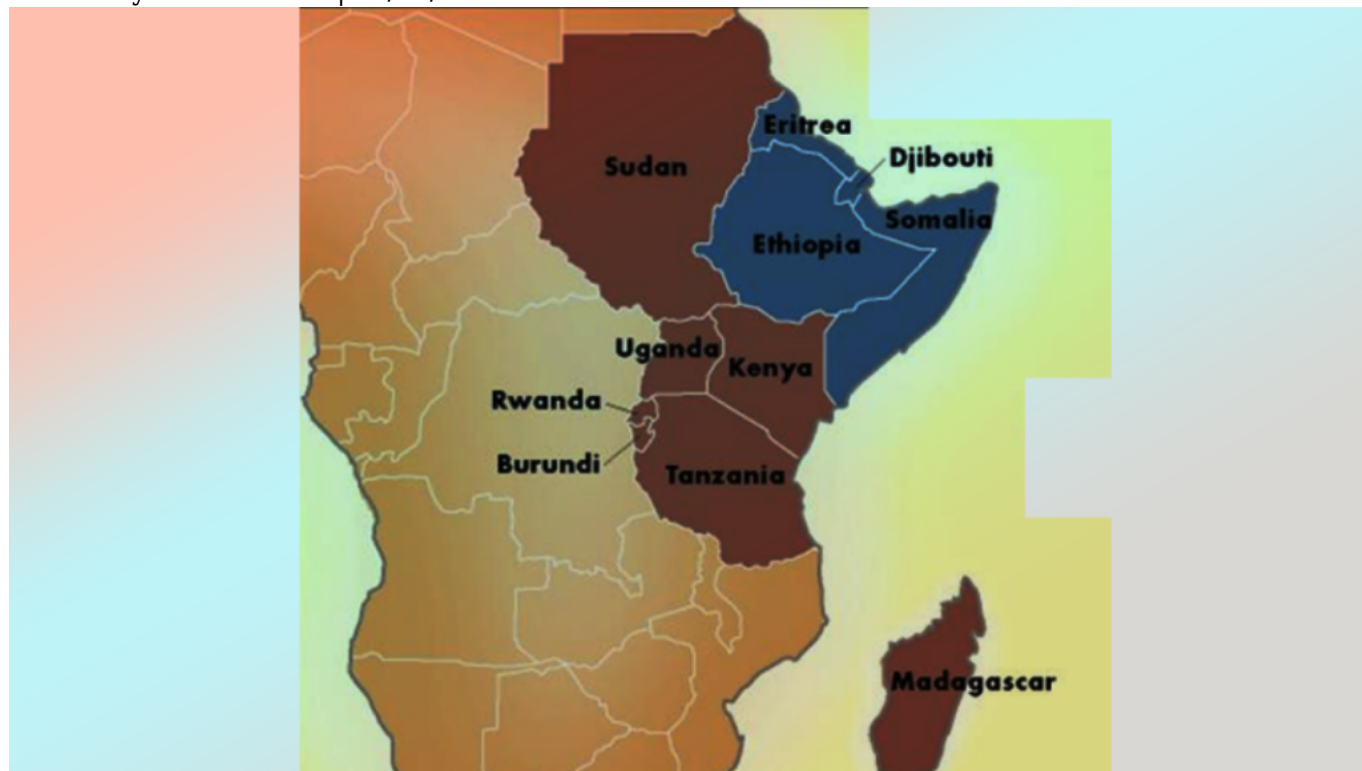 Eritrea
Djibouti
Sudan
Somalia
Ethiopia
Uganda
Kenya
Rwanda
Burundi
Tanzania
Madagascar